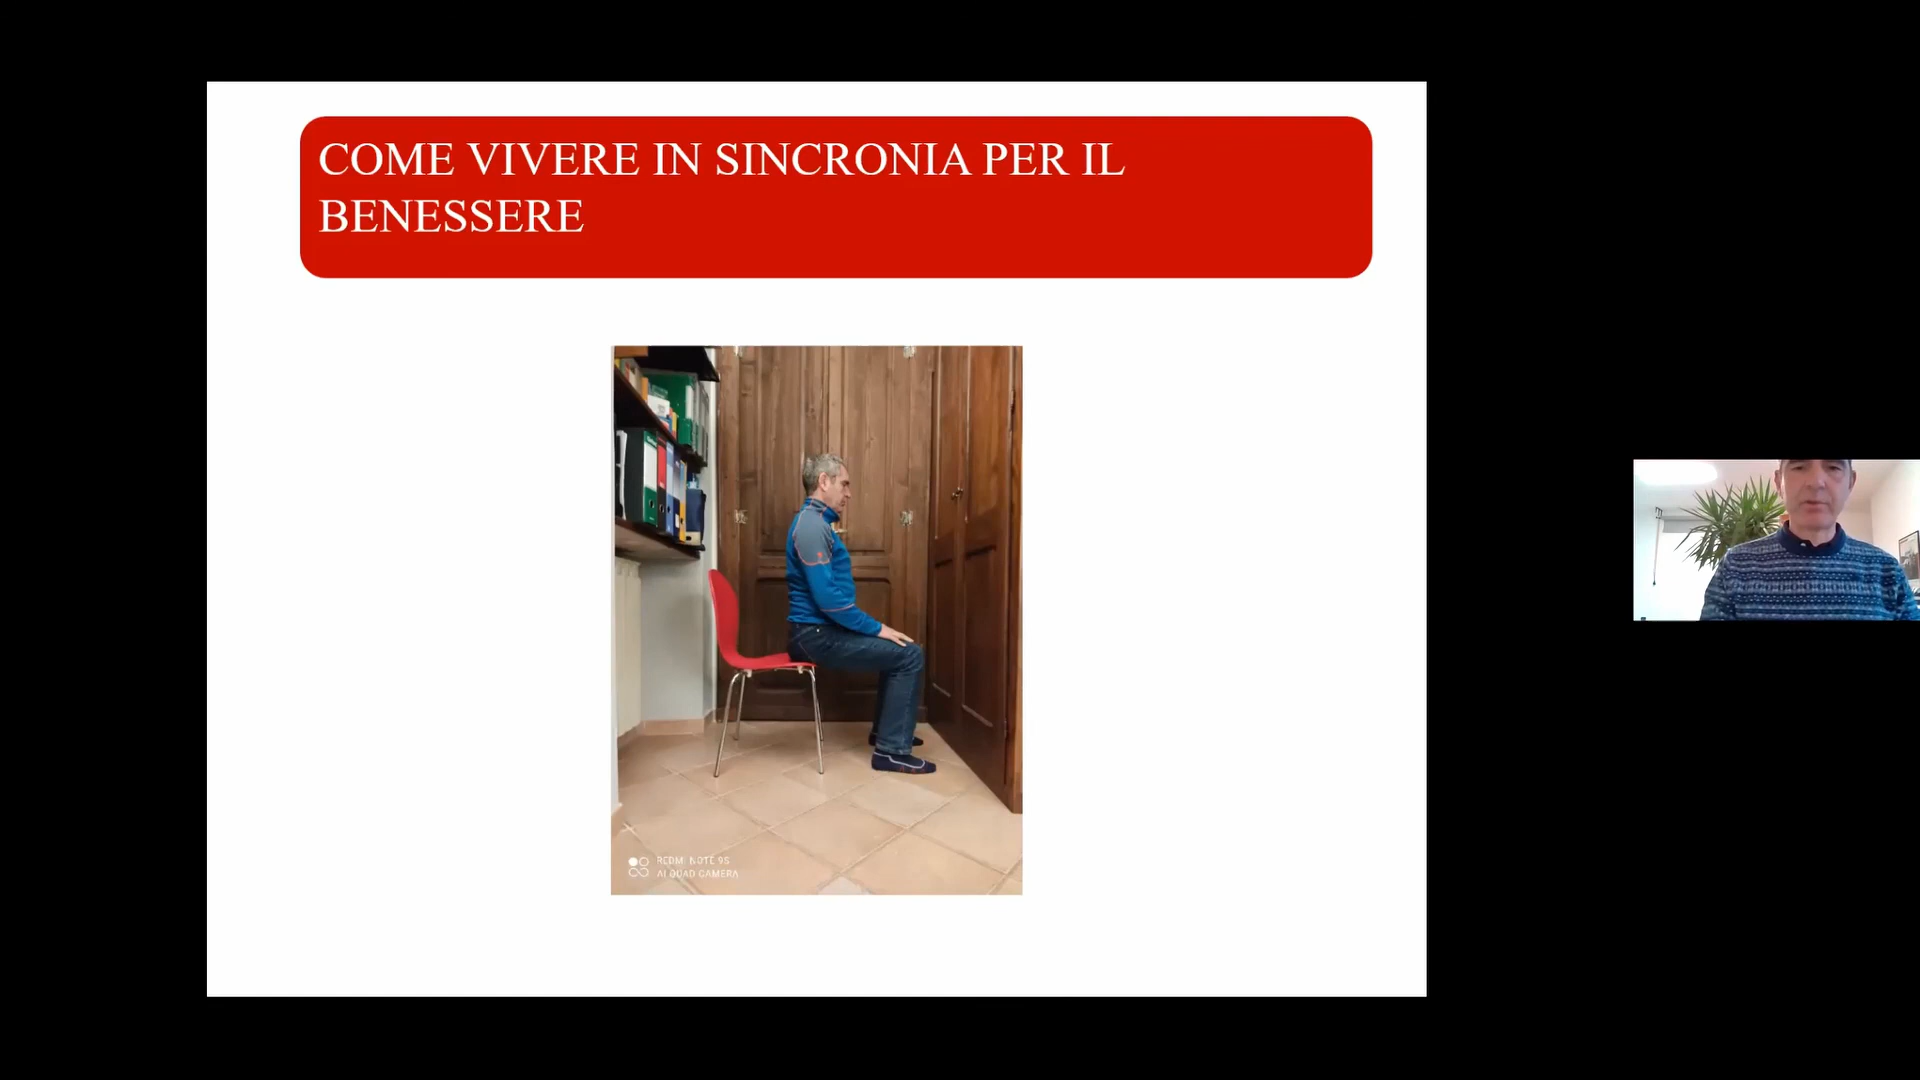 COME VIVERE IN SINCRONIA PER IL
BENESSERE
REDMI NOTE 9S
AI QUAD CAMERA